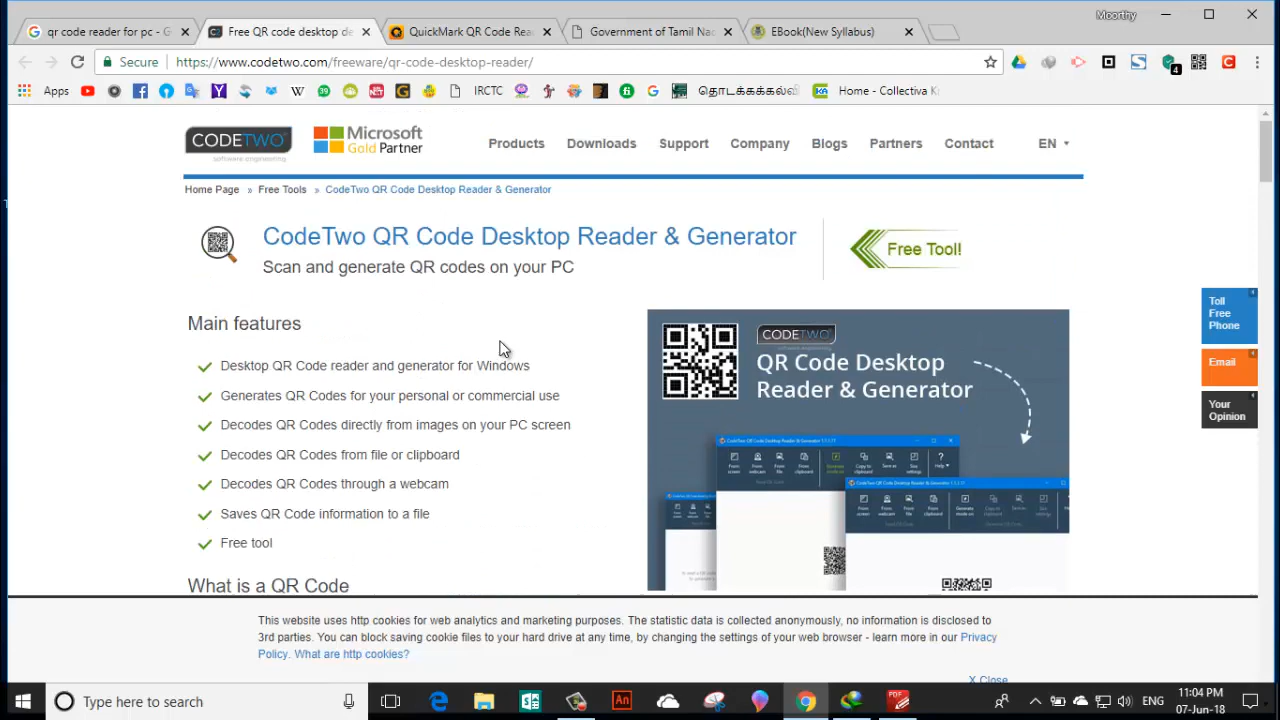 Moorthy
qr code reader for pc - G
Free QR code desktop de
QuickMark QR Code Rea
Government of Tamil Nad
EBook(New Syllabus)
Secure
https://www.codetwo.com/freeware/qr-code-desktop-reader/
4
Apps
IRCTC
Home - Collectiva K
CODETWO
software engineering
Microsoft
Gold Partner
Products Downloads Support Company Blogs Partners Contact EN
Home Page » Free Tools » CodeTwo QR Code Desktop Reader & Generator
CodeTwo QR Code Desktop Reader & Generator
Scan and generate QR codes on your PC
Free Tool!
Toll
Free
Phone
Email
Your
Opinion
Main features
Desktop QR Code reader and generator for Windows
Generates QR Codes for your personal or commercial use
Decodes QR Codes directly from images on your PC screen
Decodes QR Codes from file or clipboard
Decodes QR Codes through a webcam
Saves QR Code information to a file
Free tool
What is a QR Code
CODETWO
QR Code Desktop
Reader & Generator
This website uses http cookies for web analytics and marketing purposes. The statistic data is collected anonymously, no information is disclosed to
3rd parties. You can block saving cookie files to your hard drive at any time, by changing the settings of your web browser - learn more in our Privacy
Policy. What are http cookies?
X Close
Type here to search
ENG
11:04 PM
07-Jun-18